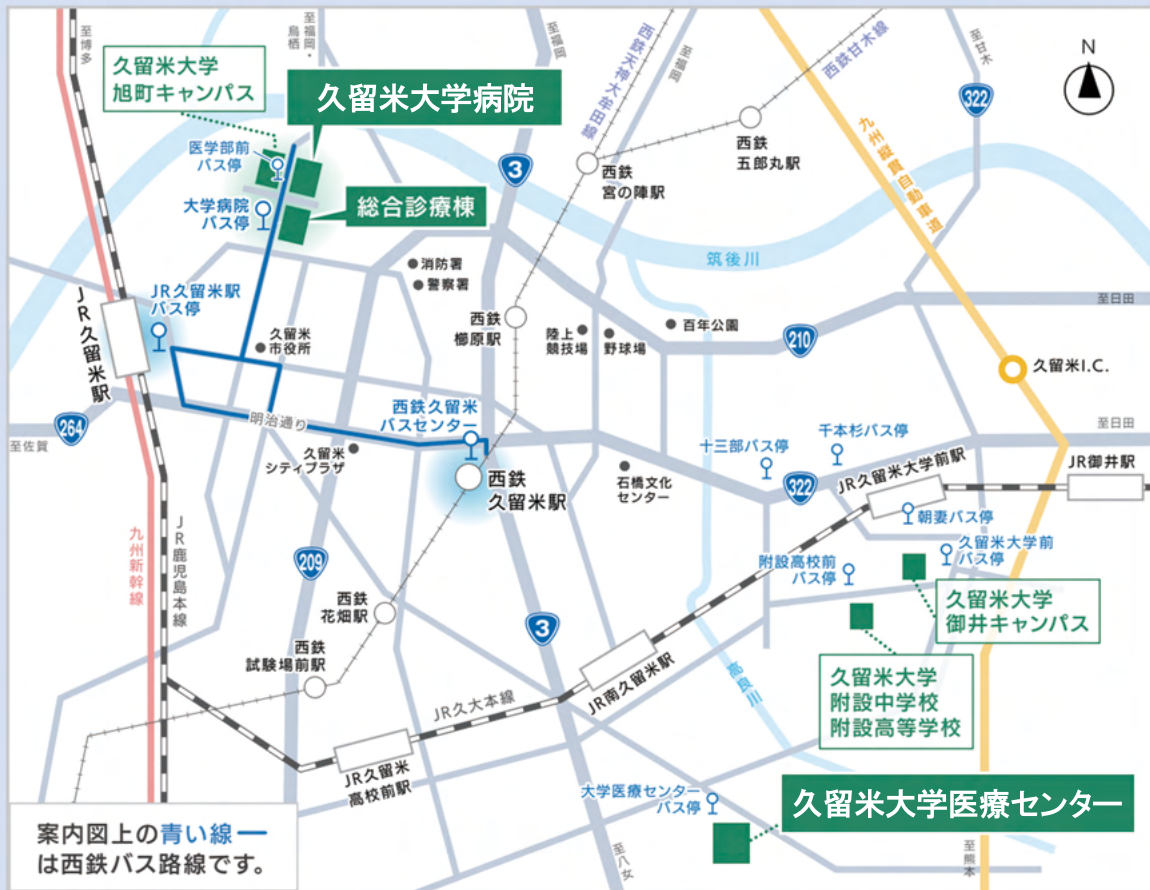 至博多
至福岡・
鳥栖
至福岡
西鉄天神大牟田線
至福岡
西鉄甘木線
至甘木
N
322
久留米大学
旭町キャンパス
久留米大学病院
医学部前
バス停
大学病院
バス停
総合診療棟
3
西鉄
宮の陣駅
西鉄
五郎丸駅
九州縦貫自動車道
筑後川
消防署
警察署
JR久留米駅
バス停
JR久留米駅
久留米
市役所
西鉄
櫛原駅
陸上
競技場
野球場
百年公園
210
至日田
久留米I.C.
264
至佐賀
明治通り
西鉄久留米
バスセンター
久留米
シティプラザ
西鉄
久留米駅
石橋文化
センター
十三部バス停
千本杉バス停
322
至日田
JR久留米大学前駅
JR御井駅
朝妻バス停
久留米大学前
バス停
附設高校前
バス停
九州新幹線
JR鹿児島本線
209
西鉄
花畑駅
西鉄
試験場前駅
3
久留米大学
御井キャンパス
久留米大学
附設中学校
附設高等学校
JR南久留米駅
高良川
JR久大本線
JR久留米
高校前駅
大学医療センター
バス停
久留米大学医療センター
至八女
至熊本
案内図上の青い線
は西鉄バス路線です。